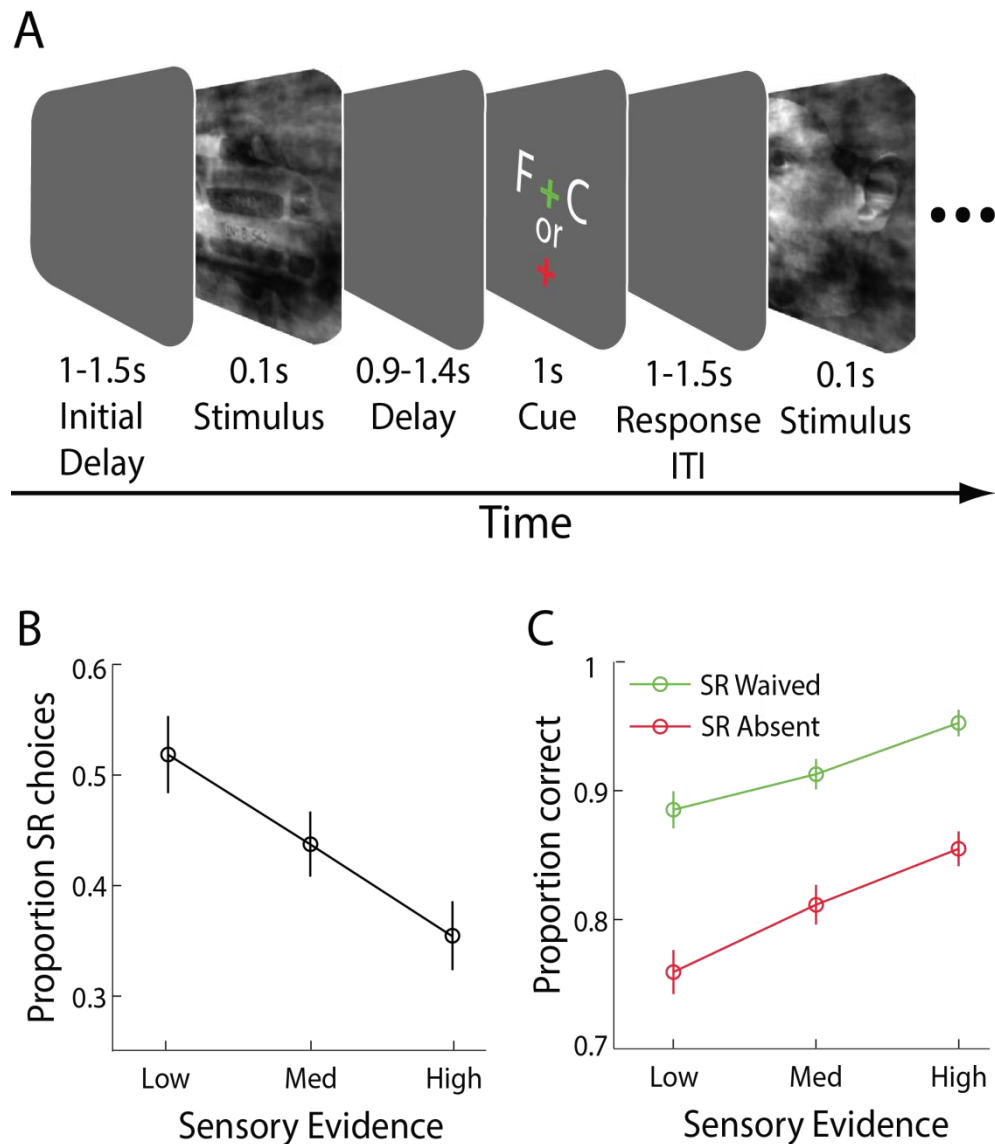 A
F + C
or
+
1-1.5s
Initial
Delay
0.1s
Stimulus
0.9-1.4s
Delay
1s
Cue
1-1.5s
Response
ITI
0.1s
Stimulus
Time
B
Proportion SR choices
0.6
0.5
0.4
0.3
Low Med High
Sensory Evidence
C
Proportion correct
1
0.9
0.8
0.7
SR Waived
SR Absent
Low Med High
Sensory Evidence